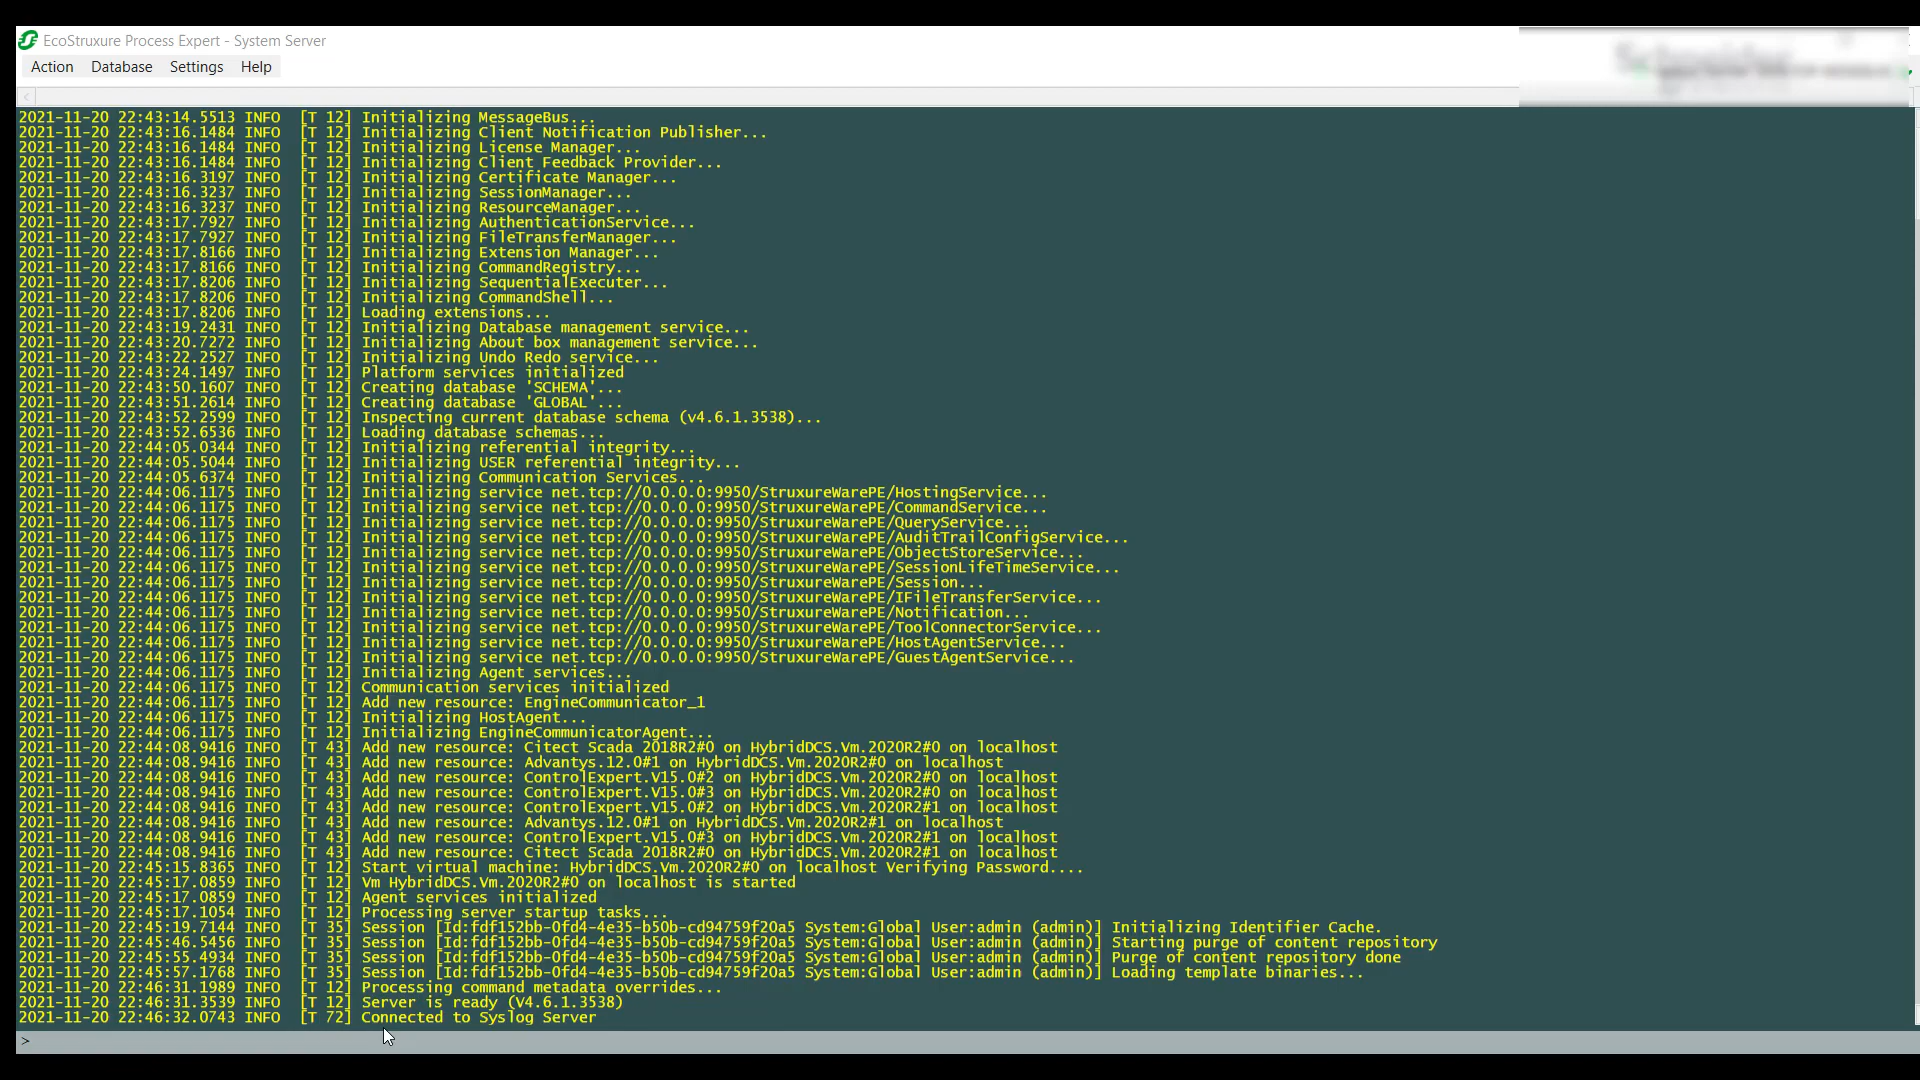 EcoStruxure Process Expert - System Server
Action Database Settings Help
2021-11-20 22:43:14.5513 INFO [T 12] Initializing MessageBus...
2021-11-20 22:43:16.1484 INFO [T 12] Initializing Client Notification Publisher...
2021-11-20 22:43:16.1484 INFO [T 12] Initializing License Manager...
2021-11-20 22:43:16.1484 INFO [T 12] Initializing Client Feedback Provider...
2021-11-20 22:43:16.3197 INFO [T 12] Initializing Certificate Manager...
2021-11-20 22:43:16.3237 INFO [T 12] Initializing SessionManager...
2021-11-20 22:43:16.3237 INFO [T 12] Initializing ResourceManager...
2021-11-20 22:43:17.7927 INFO [T 12] Initializing AuthenticationService...
2021-11-20 22:43:17.7927 INFO [T 12] Initializing FileTransferManager...
2021-11-20 22:43:17.8166 INFO [T 12] Initializing Extension Manager...
2021-11-20 22:43:17.8166 INFO [T 12] Initializing CommandRegistry...
2021-11-20 22:43:17.8206 INFO [T 12] Initializing SequentialExecuter...
2021-11-20 22:43:17.8206 INFO [T 12] Initializing CommandShell...
2021-11-20 22:43:17.8206 INFO [T 12] Loading extensions...
2021-11-20 22:43:19.2431 INFO [T 12] Initializing Database management service...
2021-11-20 22:43:20.7272 INFO [T 12] Initializing About box management service...
2021-11-20 22:43:22.2527 INFO [T 12] Initializing Undo Redo service...
2021-11-20 22:43:24.1497 INFO [T 12] Platform services initialized
2021-11-20 22:43:50.1607 INFO [T 12] Creating database 'SCHEMA'...
2021-11-20 22:43:51.2614 INFO [T 12] Creating database 'GLOBAL'...
2021-11-20 22:43:52.2599 INFO [T 12] Inspecting current database schema (v4.6.1.3538)...
2021-11-20 22:43:52.6536 INFO [T 12] Loading database schemas...
2021-11-20 22:44:05.0344 INFO [T 12] Initializing referential integrity...
2021-11-20 22:44:05.5044 INFO [T 12] Initializing USER referential integrity...
2021-11-20 22:44:05.6374 INFO [T 12] Initializing Communication Services...
2021-11-20 22:44:06.1175 INFO [T 12] Initializing service net.tcp://0.0.0.0:9950/StruxureWarePE/HostingService...
2021-11-20 22:44:06.1175 INFO [T 12] Initializing service net.tcp://0.0.0.0:9950/StruxureWarePE/CommandService...
2021-11-20 22:44:06.1175 INFO [T 12] Initializing service net.tcp://0.0.0.0:9950/StruxureWarePE/QueryService...
2021-11-20 22:44:06.1175 INFO [T 12] Initializing service net.tcp://0.0.0.0:9950/StruxureWarePE/AuditTrailConfigService...
2021-11-20 22:44:06.1175 INFO [T 12] Initializing service net.tcp://0.0.0.0:9950/StruxureWarePE/ObjectStoreService...
2021-11-20 22:44:06.1175 INFO [T 12] Initializing service net.tcp://0.0.0.0:9950/StruxureWarePE/SessionLifeTimeService...
2021-11-20 22:44:06.1175 INFO [T 12] Initializing service net.tcp://0.0.0.0:9950/StruxureWarePE/Session...
2021-11-20 22:44:06.1175 INFO [T 12] Initializing service net.tcp://0.0.0.0:9950/StruxureWarePE/IFileTransferService...
2021-11-20 22:44:06.1175 INFO [T 12] Initializing service net.tcp://0.0.0.0:9950/StruxureWarePE/Notification...
2021-11-20 22:44:06.1175 INFO [T 12] Initializing service net.tcp://0.0.0.0:9950/StruxureWarePE/ToolConnectorService...
2021-11-20 22:44:06.1175 INFO [T 12] Initializing service net.tcp://0.0.0.0:9950/StruxureWarePE/HostAgentService...
2021-11-20 22:44:06.1175 INFO [T 12] Initializing service net.tcp://0.0.0.0:9950/StruxureWarePE/GuestAgentService...
2021-11-20 22:44:06.1175 INFO [T 12] Initializing Agent services...
2021-11-20 22:44:06.1175 INFO [T 12] Communication services initialized
2021-11-20 22:44:06.1175 INFO [T 12] Add new resource: EngineCommunicator_1
2021-11-20 22:44:06.1175 INFO [T 12] Initializing HostAgent...
2021-11-20 22:44:06.1175 INFO [T 12] Initializing EngineCommunicatorAgent...
2021-11-20 22:44:08.9416 INFO [T 43] Add new resource: Citect Scada 2018R2#0 on HybridDCS.Vm.2020R2#0 on localhost
2021-11-20 22:44:08.9416 INFO [T 43] Add new resource: Advantys.12.0#1 on HybridDCS.Vm.2020R2#0 on localhost
2021-11-20 22:44:08.9416 INFO [T 43] Add new resource: ControlExpert.V15.0#2 on HybridDCS.Vm.2020R2#0 on localhost
2021-11-20 22:44:08.9416 INFO [T 43] Add new resource: ControlExpert.V15.0#3 on HybridDCS.Vm.2020R2#0 on localhost
2021-11-20 22:44:08.9416 INFO [T 43] Add new resource: ControlExpert.V15.0#2 on HybridDCS.Vm.2020R2#1 on localhost
2021-11-20 22:44:08.9416 INFO [T 43] Add new resource: Advantys.12.0#1 on HybridDCS.Vm.2020R2#1 on localhost
2021-11-20 22:44:08.9416 INFO [T 43] Add new resource: ControlExpert.V15.0#3 on HybridDCS.Vm.2020R2#1 on localhost
2021-11-20 22:44:08.9416 INFO [T 43] Add new resource: Citect Scada 2018R2#0 on HybridDCS.Vm.2020R2#1 on localhost
2021-11-20 22:45:15.8365 INFO [T 12] Start virtual machine: HybridDCS.Vm.2020R2#0 on localhost Verifying Password....
2021-11-20 22:45:17.0859 INFO [T 12] Vm HybridDCS.Vm.2020R2#0 on localhost is started
2021-11-20 22:45:17.0859 INFO [T 12] Agent services initialized
2021-11-20 22:45:17.1054 INFO [T 12] Processing server startup tasks...
2021-11-20 22:45:19.7144 INFO [T 35] Session [Id:fdf152bb-0fd4-4e35-b50b-cd94759f20a5 System:Global User:admin (admin)] Initializing Identifier Cache.
2021-11-20 22:45:46.5456 INFO [T 35] Session [Id:fdf152bb-0fd4-4e35-b50b-cd94759f20a5 System:Global User:admin (admin)] Starting purge of content repository
2021-11-20 22:45:55.4934 INFO [T 35] Session [Id:fdf152bb-0fd4-4e35-b50b-cd94759f20a5 System:Global User:admin (admin)] Purge of content repository done
2021-11-20 22:45:57.1768 INFO [T 35] Session [Id:fdf152bb-0fd4-4e35-b50b-cd94759f20a5 System:Global User:admin (admin)] Loading template binaries...
2021-11-20 22:46:31.1989 INFO [T 12] Processing command metadata overrides...
2021-11-20 22:46:31.3539 INFO [T 12] Server is ready (V4.6.1.3538)
2021-11-20 22:46:32.0743 INFO [T 72] Connected to Syslog Server
>